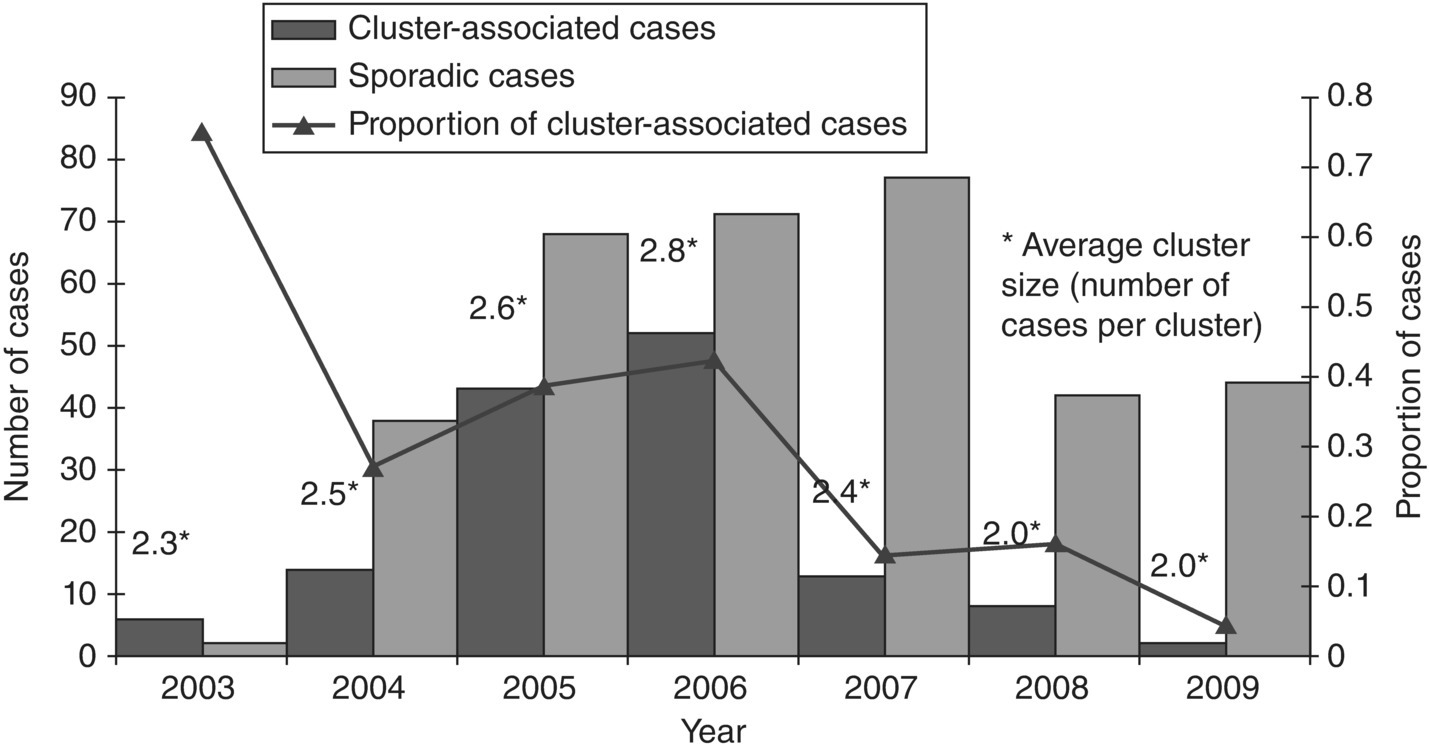 Cluster-associated cases
Sporadic cases
Proportion of cluster-associated cases
90
80
70
60
50
40
30
20
10
0
Number of cases
0.8
0.7
0.6
0.5
0.4
0.3
0.2
0.1
0
Proportion of cases
2.3*
2.5*
2.6*
2.8*
2.4*
2.0*
2.0*
* Average cluster
size (number of
cases per cluster)
2003 2004 2005 2006 2007 2008 2009
Year